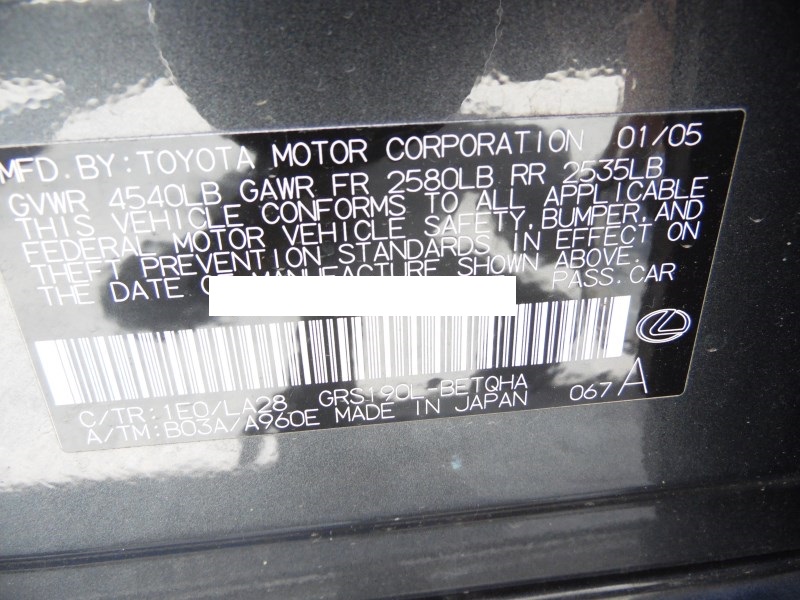 MFD. BY: TOYOTA MOTOR CORPORATION 01/05
GVWR 4540LB GAWR FR 2580LB RR 2535LB
THIS VEHICLE CONFORMS TO ALL APPLICABLE
FEDERAL MOTOR VEHICLE SAFETY, BUMPER, AND
THEFT PREVENTION STANDARDS IN EFFECT ON
THE DATE OF MANUFACTURE SHOWN ABOVE.
PASS. CAR
C/TR: 1E0/LA28 GRS190L BETQHA
A/TM: B03A/A960E MADE IN JAPAN 067A